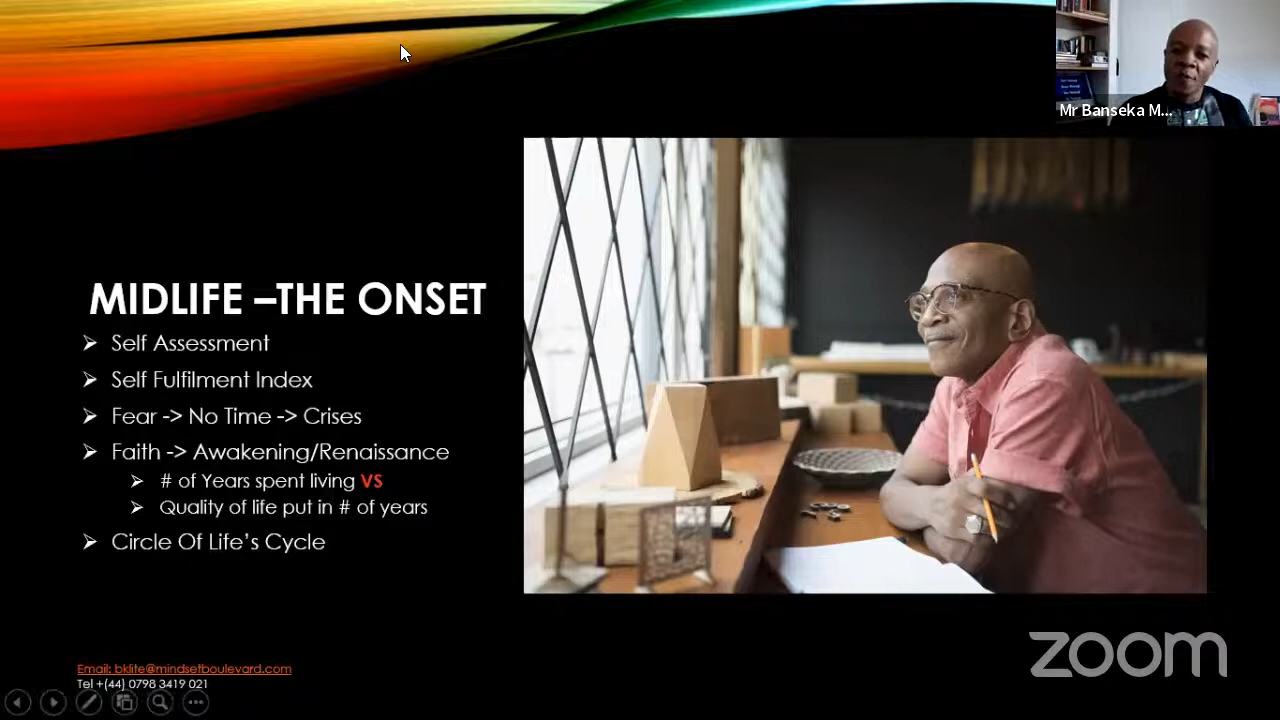 Mr Banseka M...
MIDLIFE –THE ONSET
Self Assessment
Self Fulfilment Index
Fear -> No Time -> Crises
Faith -> Awakening/Renaissance
# of Years spent living VS
Quality of life put in # of years
Circle Of Life's Cycle
Email: bklite@mindsetboulevard.com
Tel +(44) 0798 3419 021
zoom